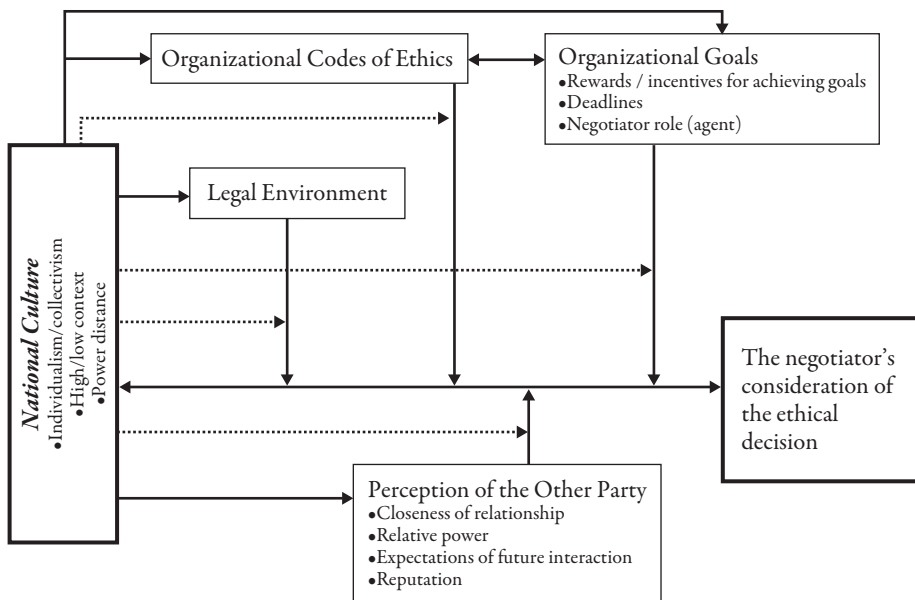 Organizational Codes of Ethics
Organizational Goals
•Rewards / incentives for achieving goals
•Deadlines
•Negotiator role (agent)
Legal Environment
National Culture
•Individualism/collectivism
•High/low context
•Power distance
The negotiator’s
consideration of
the ethical
decision
Perception of the Other Party
•Closeness of relationship
•Relative power
•Expectations of future interaction
•Reputation